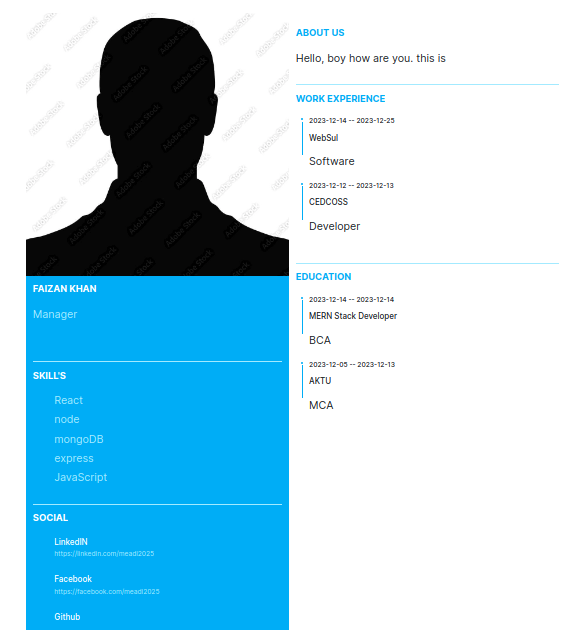 FAIZAN KHAN
Manager
SKILL'S
React
node
mongoDB
express
JavaScript
SOCIAL
LinkedIN
https://linkedin.com/meadl2025
Facebook
https://facebook.com/meadl2025
Github
ABOUT US
Hello, boy how are you. this is
WORK EXPERIENCE
2023-12-14 -- 2023-12-25
WebSul
Software
2023-12-12 -- 2023-12-13
CEDCOSS
Developer
EDUCATION
2023-12-14 -- 2023-12-14
MERN Stack Developer
BCA
2023-12-05 -- 2023-12-13
AKTU
MCA
Adobe Stock